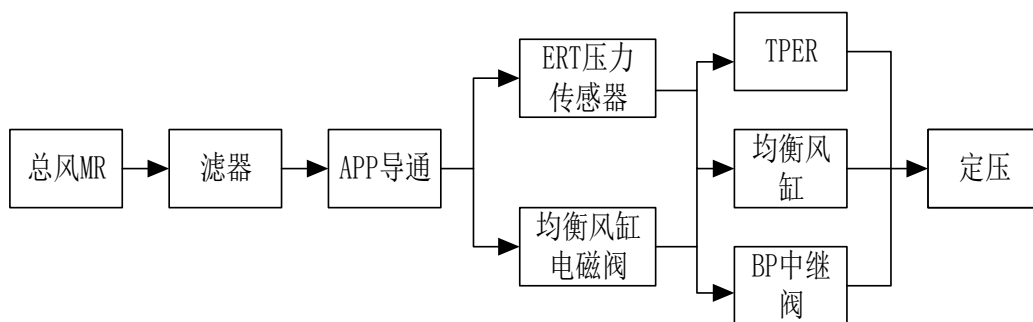 总风MR
滤器
APP导通
ERT压力
传感器
均衡风缸
电磁阀
TPER
均衡风
缸
BP中继
阀
定压